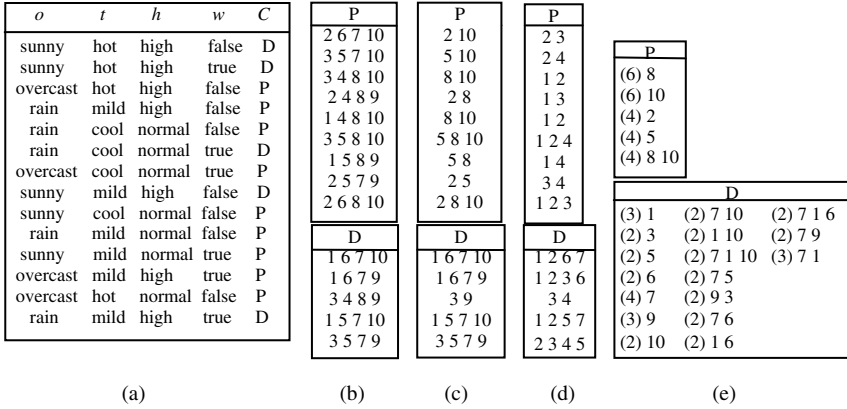 o t h w C
sunny hot high false D
sunny hot high true D
overcast hot high false P
rain mild high false P
rain cool normal false P
rain cool normal true D
overcast cool normal true P
sunny mild high false D
sunny cool normal false P
rain mild normal false P
sunny mild normal true P
overcast mild high true P
overcast hot normal false P
rain mild high true D
(a)
P
2 6 7 10
3 5 7 10
3 4 8 10
2 4 8 9
1 4 8 10
3 5 8 10
1 5 8 9
2 5 7 9
2 6 8 10
D
1 6 7 10
1 6 7 9
3 4 8 9
1 5 7 10
3 5 7 9
(b)
P
2 10
5 10
8 10
2 8
8 10
5 8 10
5 8
2 5
2 8 10
D
1 6 7 10
1 6 7 9
3 9
1 5 7 10
3 5 7 9
(c)
P
2 3
2 4
1 2
1 3
1 2
1 2 4
1 4
3 4
1 2 3
D
1 2 6 7
1 2 3 6
3 4
1 2 5 7
2 3 4 5
(d)
P
(6) 8
(6) 10
(4) 2
(4) 5
(4) 8 10
D
(3) 1 (2) 7 10 (2) 7 1 6
(2) 3 (2) 1 10 (2) 7 9
(2) 5 (2) 7 1 10 (3) 7 1
(2) 6 (2) 7 5
(4) 7 (2) 9 3
(3) 9 (2) 7 6
(2) 10 (2) 1 6
(e)